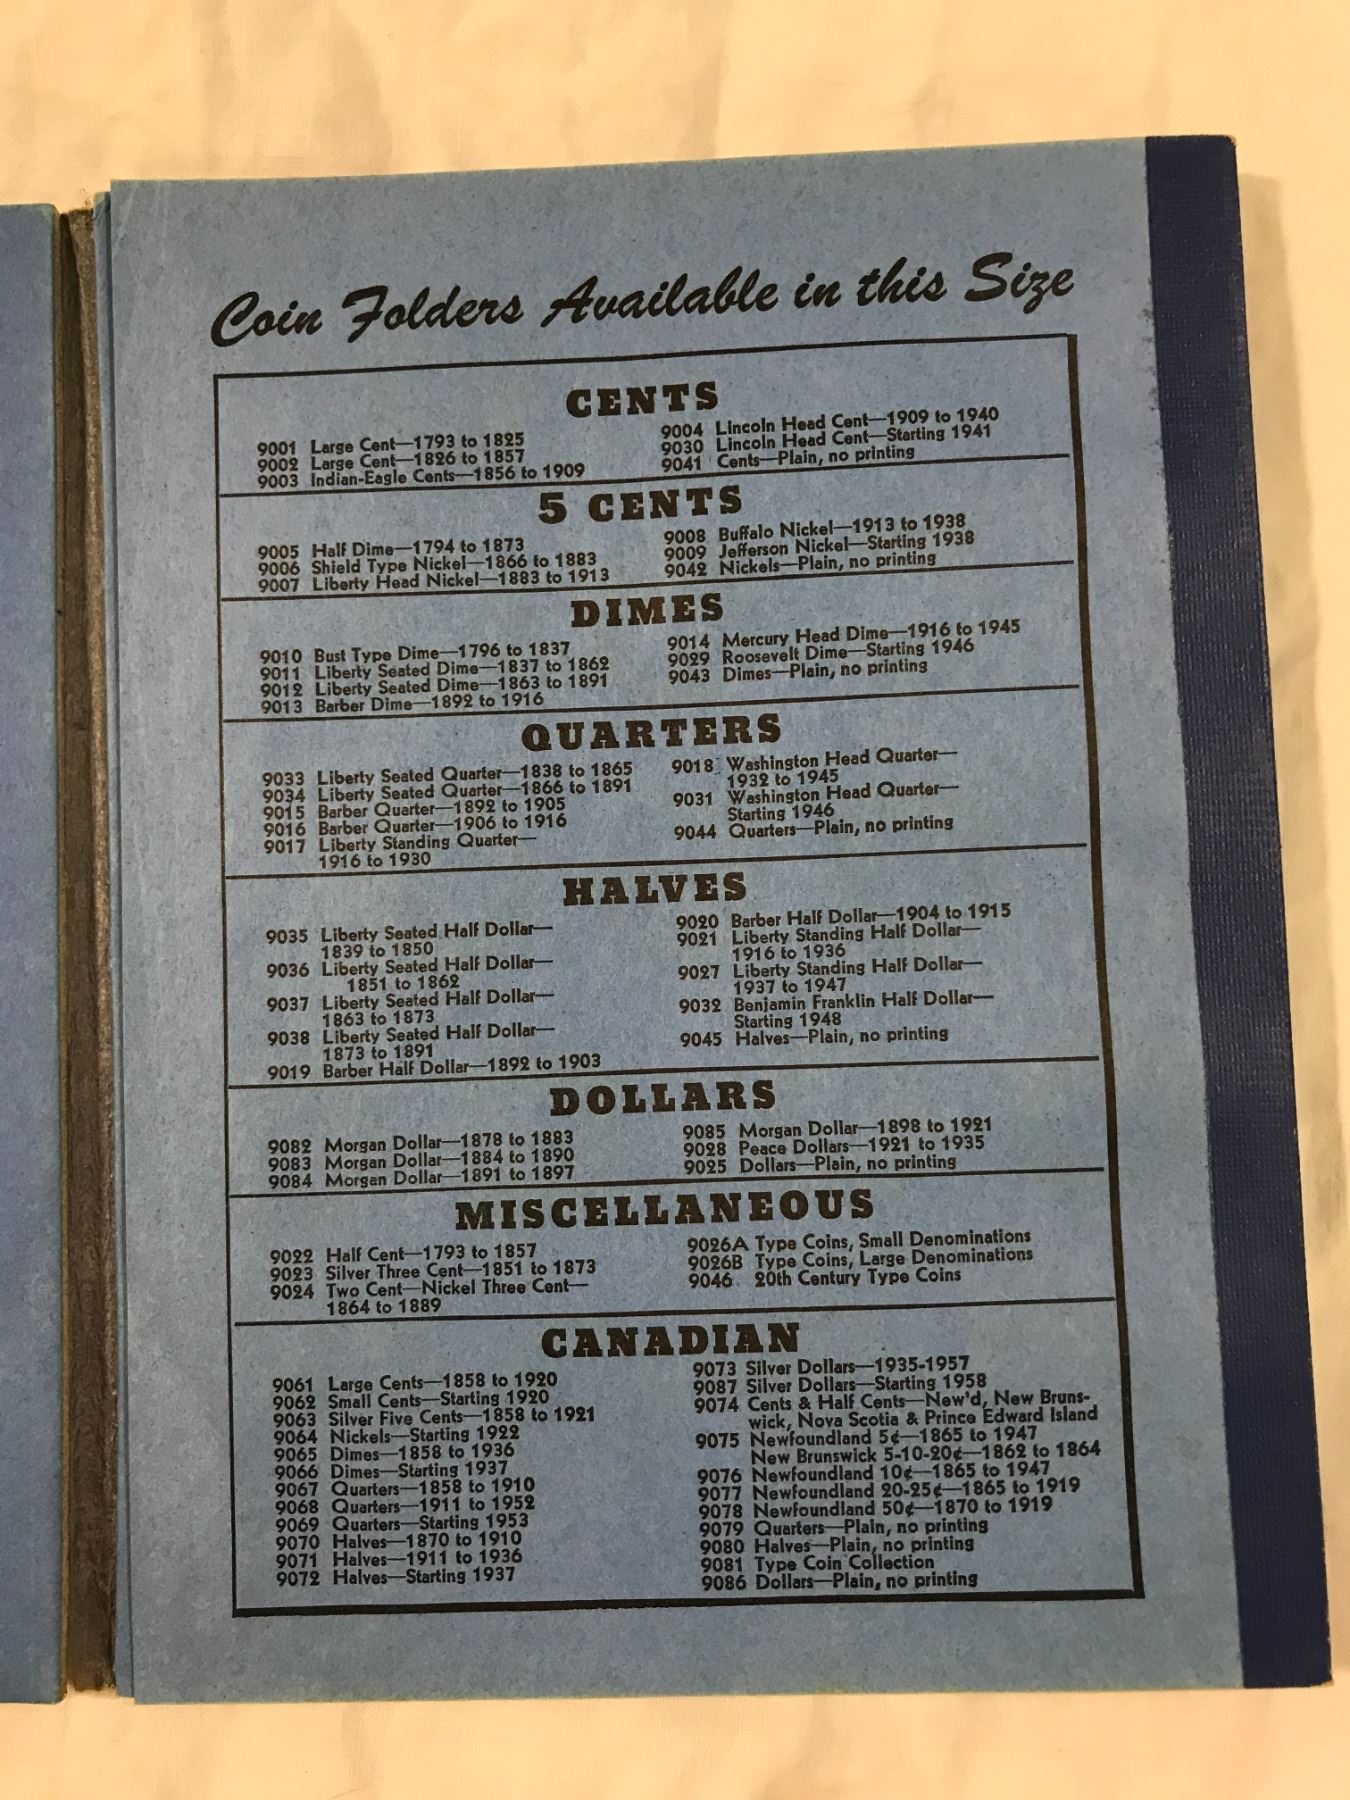 Coin Folders Available in this Size
CENTS
9001 Large Cent—1793 to 1825
9002 Large Cent—1826 to 1857
9003 Indian-Eagle Cents—1856 to 1909
9004 Lincoln Head Cent—1909 to 1940
9030 Lincoln Head Cent—Starting 1941
9041 Cents—Plain, no printing
5 CENTS
9005 Half Dime—1794 to 1873
9006 Shield Type Nickel—1866 to 1883
9007 Liberty Head Nickel—1883 to 1913
9008 Buffalo Nickel—1913 to 1938
9009 Jefferson Nickel—Starting 1938
9042 Nickels—Plain, no printing
DIMES
9010 Bust Type Dime—1796 to 1837
9011 Liberty Seated Dime—1837 to 1862
9012 Liberty Seated Dime—1863 to 1891
9013 Barber Dime—1892 to 1916
9014 Mercury Head Dime—1916 to 1945
9029 Roosevelt Dime—Starting 1946
9043 Dimes—Plain, no printing
QUARTERS
9033 Liberty Seated Quarter—1838 to 1865
9034 Liberty Seated Quarter—1866 to 1891
9015 Barber Quarter—1892 to 1905
9016 Barber Quarter—1906 to 1916
9017 Liberty Standing Quarter—
1916 to 1930
9018 Washington Head Quarter—
1932 to 1945
9031 Washington Head Quarter—
Starting 1946
9044 Quarters—Plain, no printing
HALVES
9035 Liberty Seated Half Dollar—
1839 to 1850
9036 Liberty Seated Half Dollar—
1851 to 1862
9037 Liberty Seated Half Dollar—
1863 to 1873
9038 Liberty Seated Half Dollar—
1873 to 1891
9019 Barber Half Dollar—1892 to 1903
9020 Barber Half Dollar—1904 to 1915
9021 Liberty Standing Half Dollar—
1916 to 1936
9027 Liberty Standing Half Dollar—
1937 to 1947
9032 Benjamin Franklin Half Dollar—
Starting 1948
9045 Halves—Plain, no printing
DOLLARS
9082 Morgan Dollar—1878 to 1883
9083 Morgan Dollar—1884 to 1890
9084 Morgan Dollar—1891 to 1897
9085 Morgan Dollar—1898 to 1921
9028 Peace Dollars—1921 to 1935
9025 Dollars—Plain, no printing
MISCELLANEOUS
9022 Half Cent—1793 to 1857
9023 Silver Three Cent—1851 to 1873
9024 Two Cent—Nickel Three Cent—
1864 to 1889
9026A Type Coins, Small Denominations
9026B Type Coins, Large Denominations
9046 20th Century Type Coins
CANADIAN
9061 Large Cents—1858 to 1920
9062 Small Cents—Starting 1920
9063 Silver Five Cents—1858 to 1921
9064 Nickels—Starting 1922
9065 Dimes—1858 to 1936
9066 Dimes—Starting 1937
9067 Quarters—1858 to 1910
9068 Quarters—1911 to 1952
9069 Quarters—Starting 1953
9070 Halves—1870 to 1910
9071 Halves—1911 to 1936
9072 Halves—Starting 1937
9073 Silver Dollars—1935-1957
9087 Silver Dollars—Starting 1958
9074 Cents & Half Cents—New'd, New Bruns-
wick, Nova Scotia & Prince Edward Island
9075 Newfoundland 5¢—1865 to 1947
New Brunswick 5-10-20¢—1862 to 1864
9076 Newfoundland 10¢—1865 to 1947
9077 Newfoundland 20-25¢—1865 to 1919
9078 Newfoundland 50¢—1870 to 1919
9079 Quarters—Plain, no printing
9080 Halves—Plain, no printing
9081 Type Coin Collection
9086 Dollars—Plain, no printing